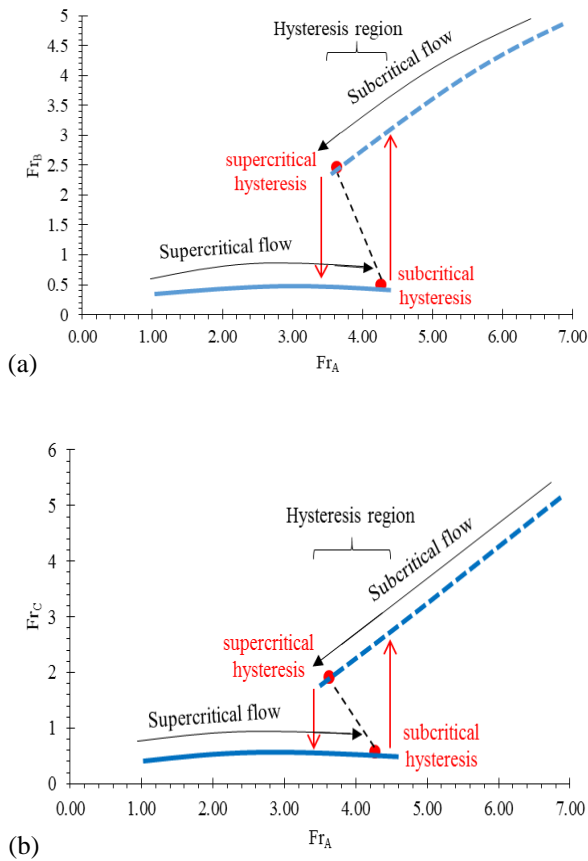 5
4.5
4
3.5
3
2.5
2
1.5
1
0.5
0
Fr_B
Hysteresis region
Subcritical flow
supercritical
hysteresis
Supercritical flow
subcritical
hysteresis
0.00 1.00 2.00 3.00 4.00 5.00 6.00 7.00
Fr_A
(a)
6
5
4
3
2
1
0
Fr_C
Hysteresis region
Subcritical flow
supercritical
hysteresis
Supercritical flow
subcritical
hysteresis
0.00 1.00 2.00 3.00 4.00 5.00 6.00 7.00
Fr_A
(b)